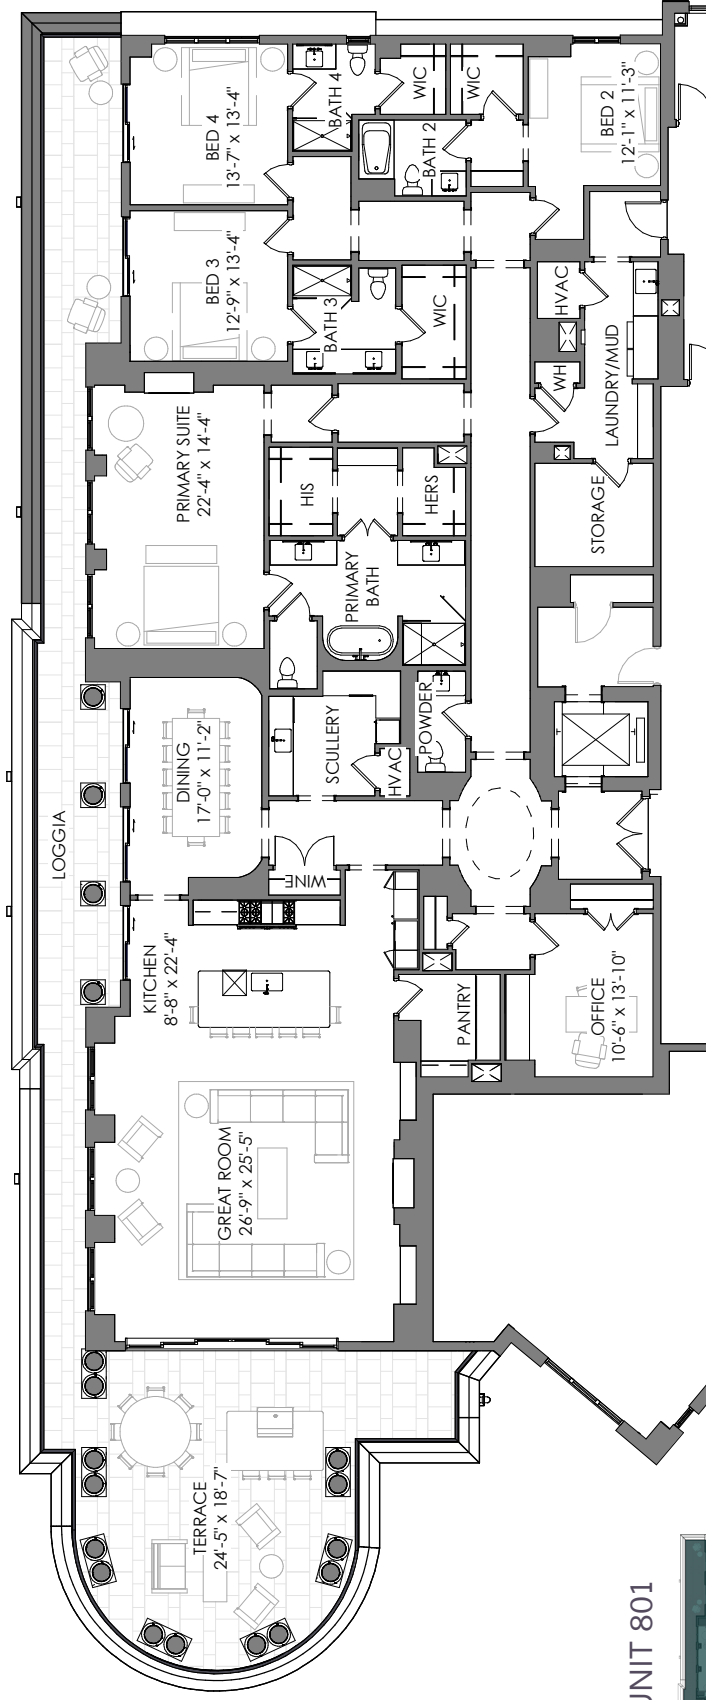 BED 4
13'-7" x 13'-4"
BATH 4
WIC
WIC
BED 2
12'-1" x 11'-3"
BATH 2
BED 3
12'-9" x 13'-4"
BATH 3
WIC
HVAC
WH
LAUNDRY/MUD
PRIMARY SUITE
22'-4" x 14'-4"
HIS
HERS
STORAGE
PRIMARY
BATH
POWDER
SCULLERY
HVAC
DINING
17'-0" x 11'-2"
LOGGIA
WINE
KITCHEN
8'-8" x 22'-4"
PANTRY
OFFICE
10'-6" x 13'-10"
GREAT ROOM
26'-9" x 25'-5"
TERRACE
24'-5" x 18'-7"
UNIT 801